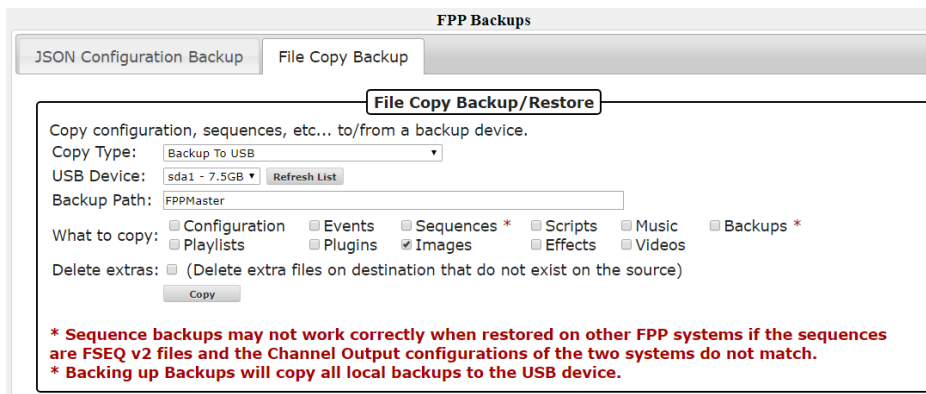 FPP Backups
JSON Configuration Backup File Copy Backup
File Copy Backup/Restore
Copy configuration, sequences, etc... to/from a backup device.
Copy Type: Backup To USB
USB Device: sda1 - 7.5GB Refresh List
Backup Path: FPPMaster
What to copy: Configuration Events Sequences * Scripts Music Backups *
Playlists Plugins Images Effects Videos
Delete extras: (Delete extra files on destination that do not exist on the source)
Copy
* Sequence backups may not work correctly when restored on other FPP systems if the sequences
are FSEQ v2 files and the Channel Output configurations of the two systems do not match.
* Backing up Backups will copy all local backups to the USB device.